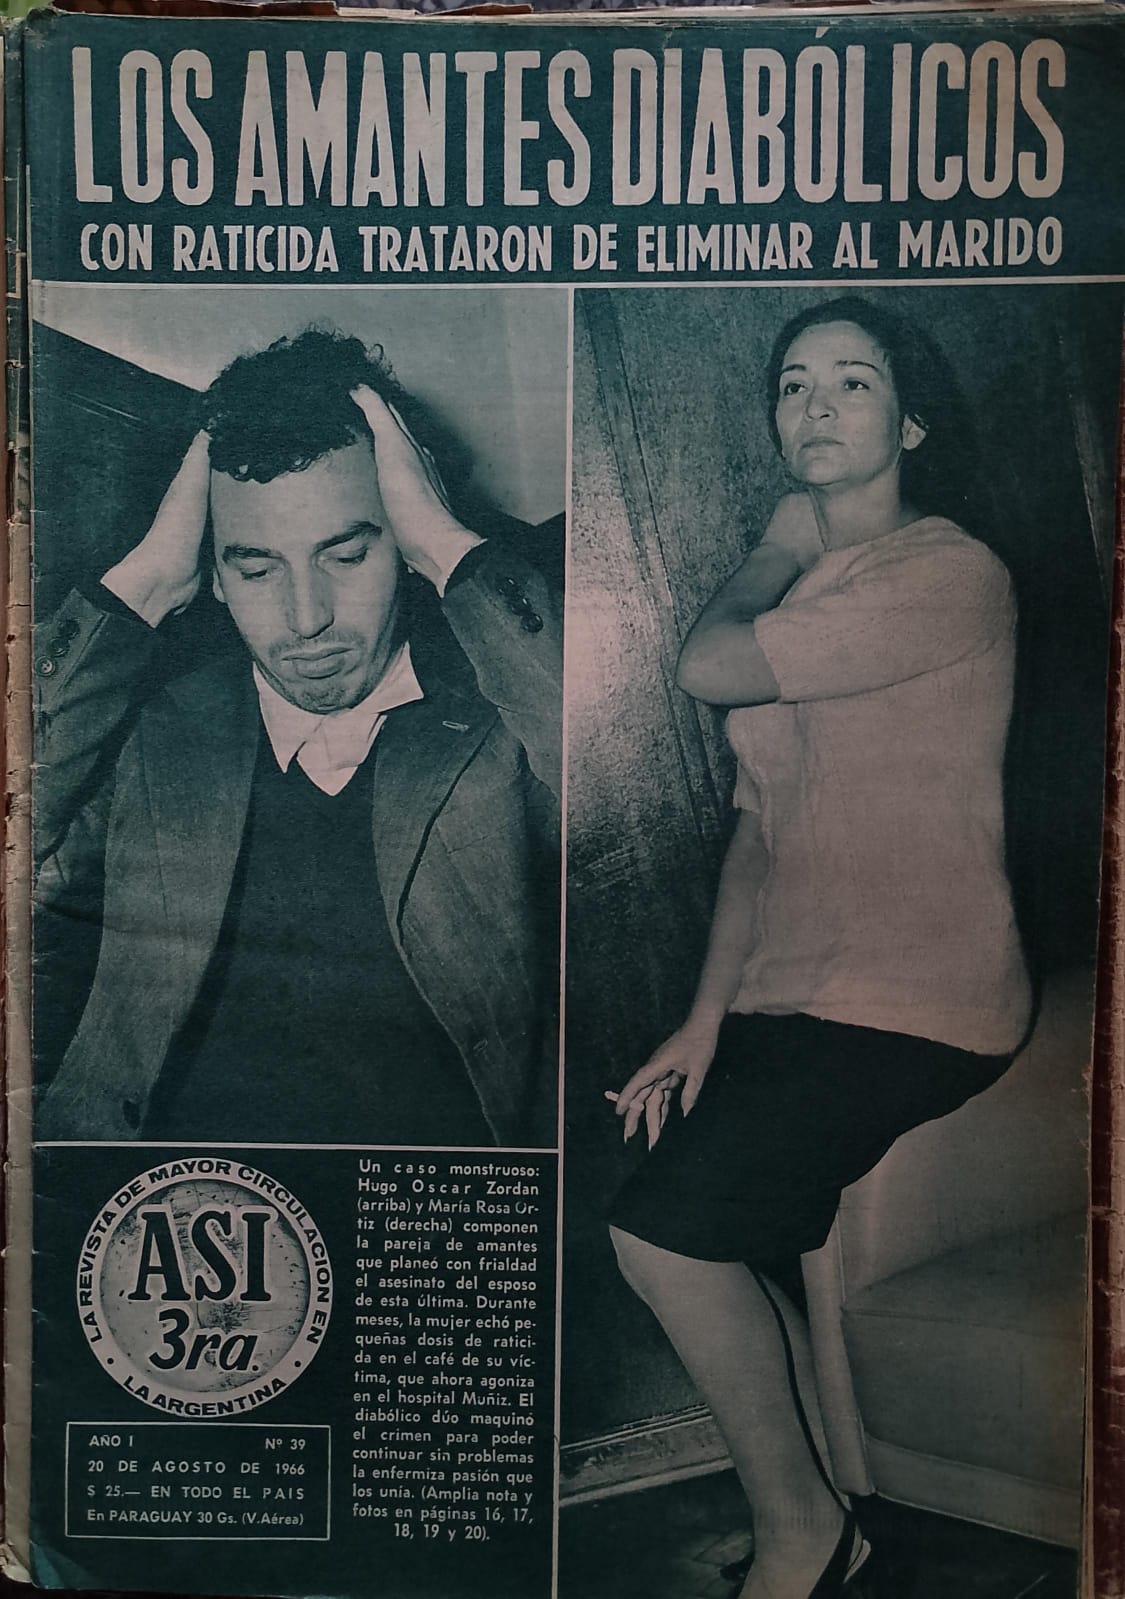 LOS AMANTES DIABÓLICOS
CON RATICIDA TRATARON DE ELIMINAR AL MARIDO
LA REVISTA DE MAYOR CIRCULACION EN
LA ARGENTINA
ASI
3ra.
AÑO I Nº 39
20 DE AGOSTO DE 1966
$ 25.— EN TODO EL PAIS
En PARAGUAY 30 Gs. (V.Aérea)
Un caso monstruoso:
Hugo Oscar Zordan
(arriba) y María Rosa Or-
tiz (derecha) componen
la pareja de amantes
que planeó con frialdad
el asesinato del esposo
de esta última. Durante
meses, la mujer echó pe-
queñas dosis de ratici-
da en el café de su víc-
tima, que ahora agoniza
en el hospital Muñiz. El
diabólico dúo maquinó
el crimen para poder
continuar sin problemas
la enfermiza pasión que
los unía. (Amplia nota y
fotos en páginas 16, 17,
18, 19 y 20).